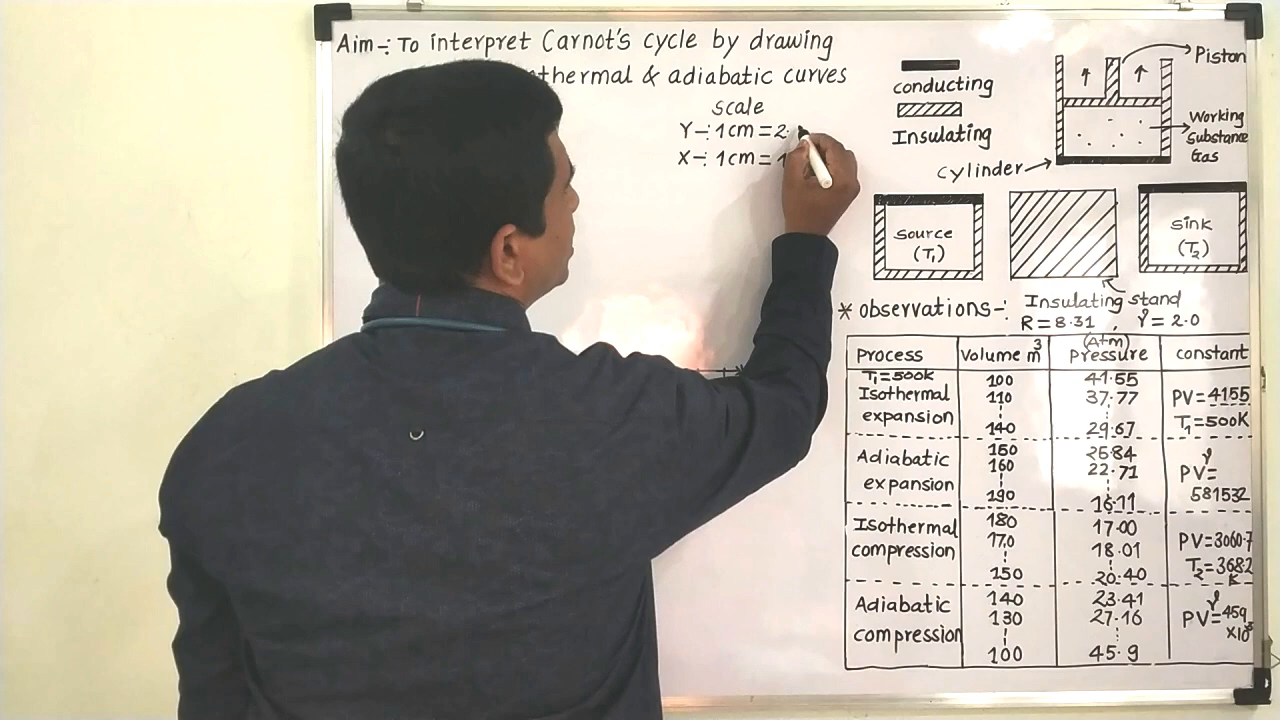 Aim-: To interpret Carnot's cycle by drawing
thermal & adiabatic curves
scale
Y-: 1cm = 2.
X-: 1cm = 1
conducting
Insulating
Piston
Working
Substance
Gas
cylinder
source
(T1)
sink
(T2)
Insulating stand
* observations-:
R = 8.31 , γ = 2.0
Process Volume m³ (Atm) Pressure constant
T1=500K 100 41.55
Isothermal 110 37.77 PV=4155
expansion 140 29.67 T1=500K
Adiabatic 150 25.84
160 22.71 PVγ=
expansion 190 16.11 581532
Isothermal 180 17.00
compression 170 18.01 PV=3060.7
150 20.40 T2=368.2 K
Adiabatic 140 23.41
130 27.16 PVγ=459
compression ×10³
100 45.9